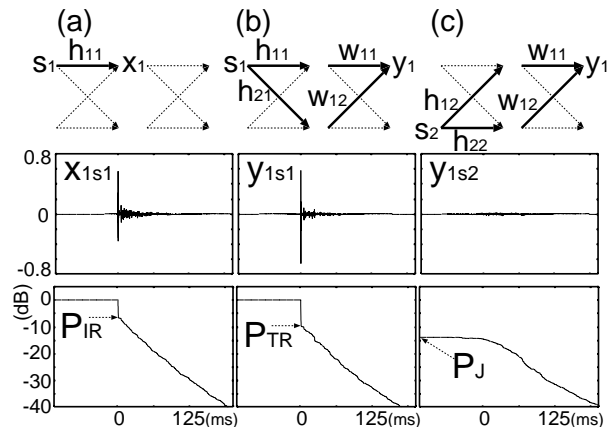 (a) (b) (c)
s1 h11 x1 s1 h11 w11 y1 w11 y1
h21 w12 h12 w12
s2 h22
0.8 x1s1 y1s1 y1s2
0
-0.8
0
(dB)
-10
-20
-30
-40
PIR PTR PJ
0 125(ms) 0 125(ms) 0 125(ms)